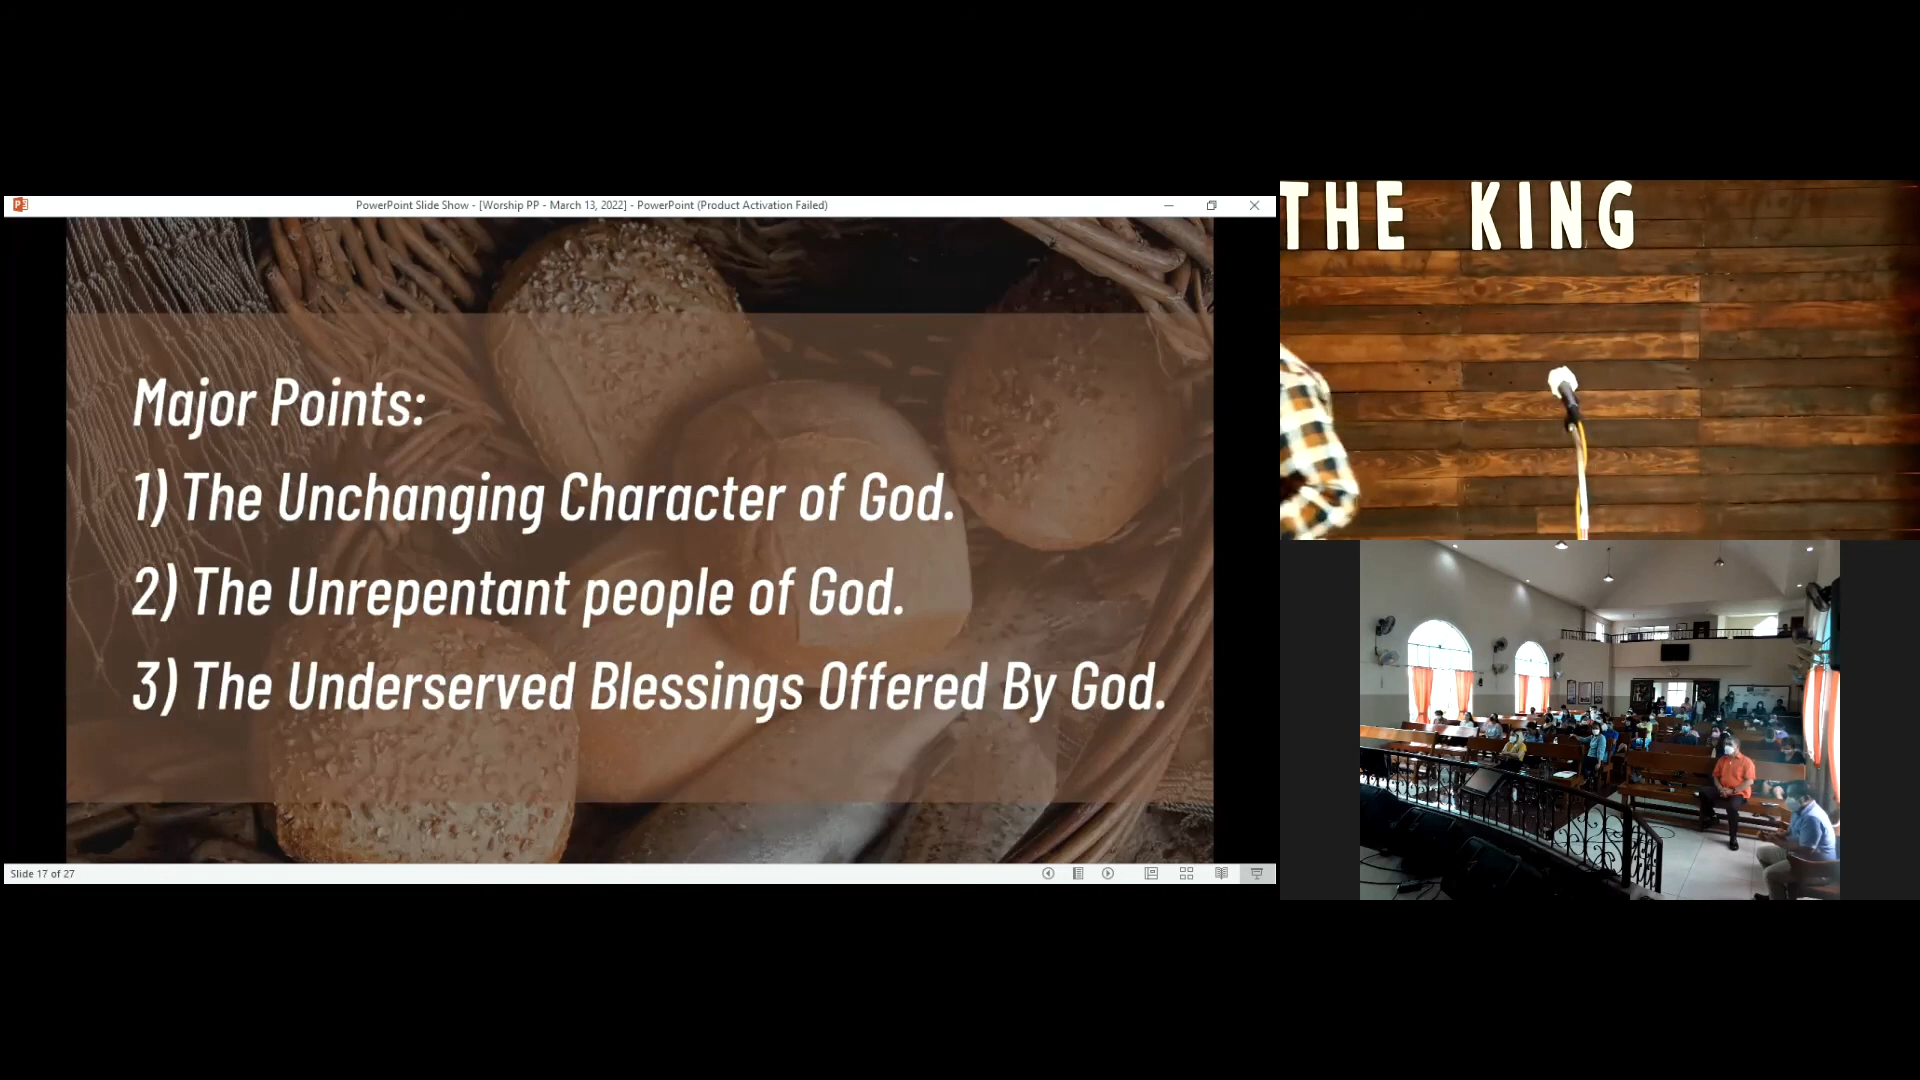 PowerPoint Slide Show - [Worship PP - March 13, 2022] - PowerPoint (Product Activation Failed)
Major Points:
1) The Unchanging Character of God.
2) The Unrepentant people of God.
3) The Underserved Blessings Offered By God.
Slide 17 of 27
THE KING